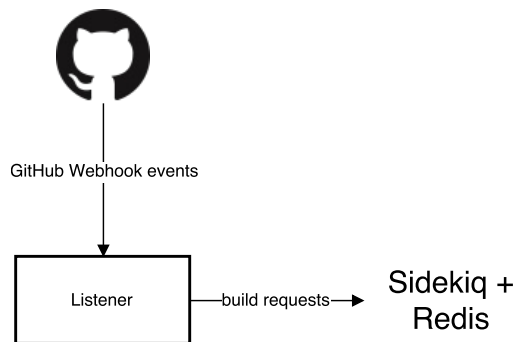 GitHub Webhook events
Listener
build requests
Sidekiq +
Redis